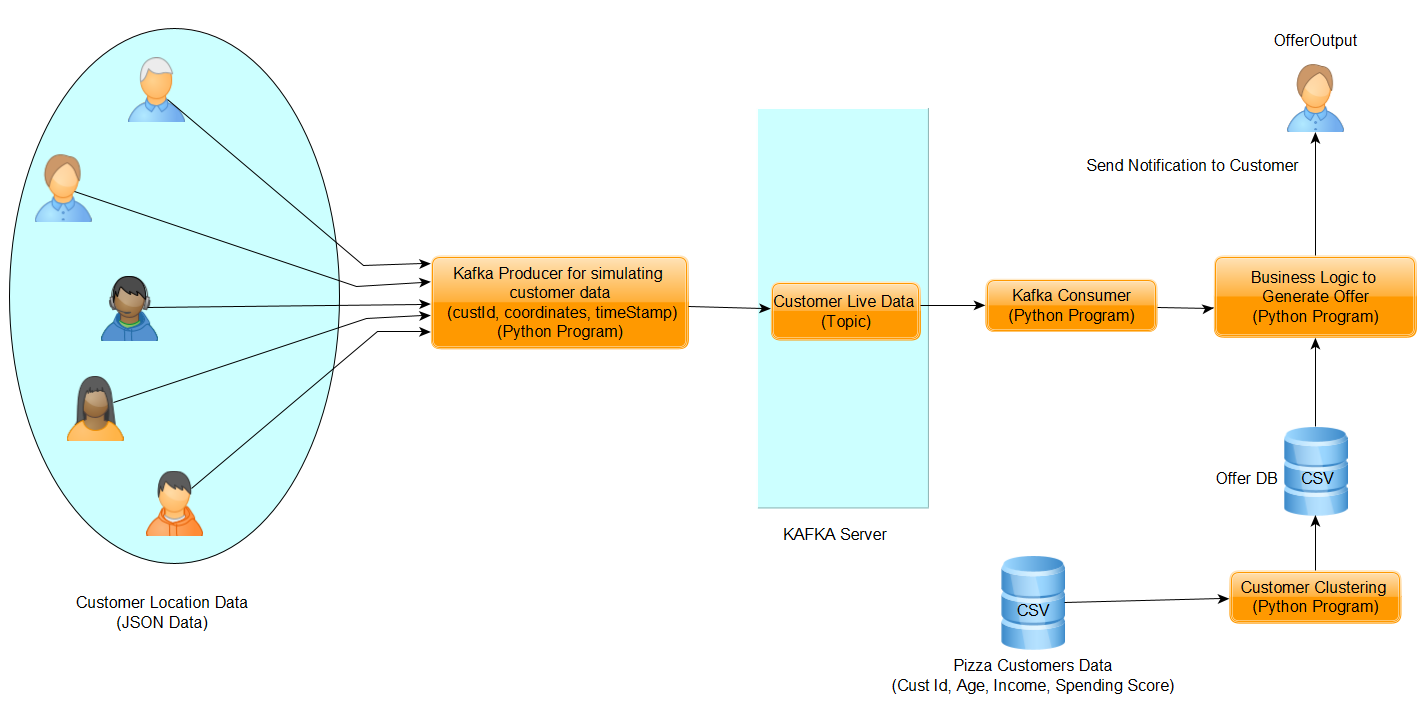 OfferOutput
Send Notification to Customer
Kafka Producer for simulating
customer data
(custId, coordinates, timeStamp)
(Python Program)
Customer Live Data
(Topic)
Kafka Consumer
(Python Program)
Business Logic to
Generate Offer
(Python Program)
Offer DB
CSV
KAFKA Server
Customer Clustering
(Python Program)
CSV
Customer Location Data
(JSON Data)
Pizza Customers Data
(Cust Id, Age, Income, Spending Score)